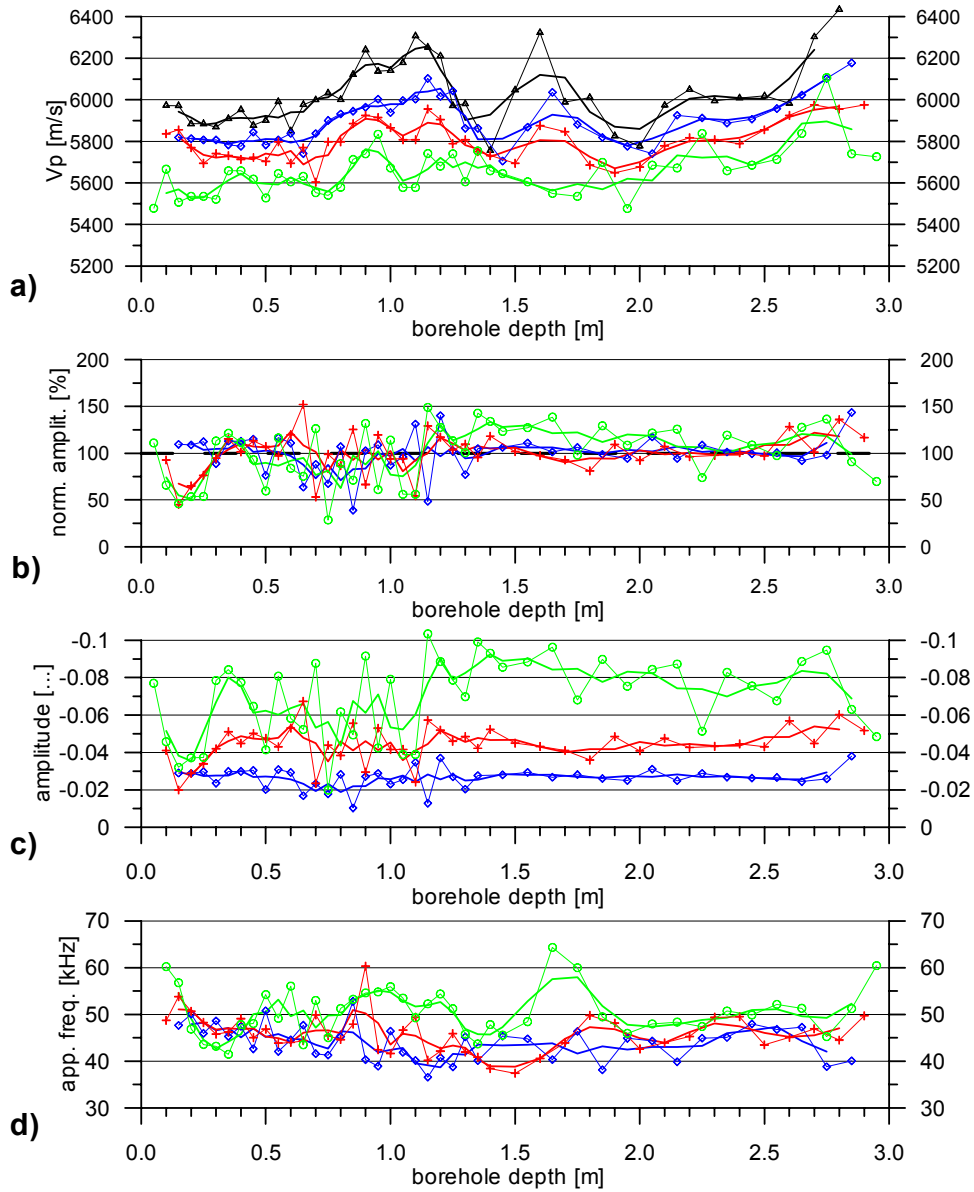 6400 6400
6200 6200
6000 6000
5800 5800
5600 5600
5400 5400
5200 5200
Vp [m/s]
a)
0.0 0.5 1.0 1.5 2.0 2.5 3.0
borehole depth [m]
200 200
150 150
100 100
50 50
0 0
norm. amplit. [%]
b)
0.0 0.5 1.0 1.5 2.0 2.5 3.0
borehole depth [m]
-0.1 -0.1
-0.08 -0.08
-0.06 -0.06
-0.04 -0.04
-0.02 -0.02
0 0
amplitude [...]
c)
0.0 0.5 1.0 1.5 2.0 2.5 3.0
borehole depth [m]
70 70
60 60
50 50
40 40
30 30
app. freq. [kHz]
d)
0.0 0.5 1.0 1.5 2.0 2.5 3.0
borehole depth [m]